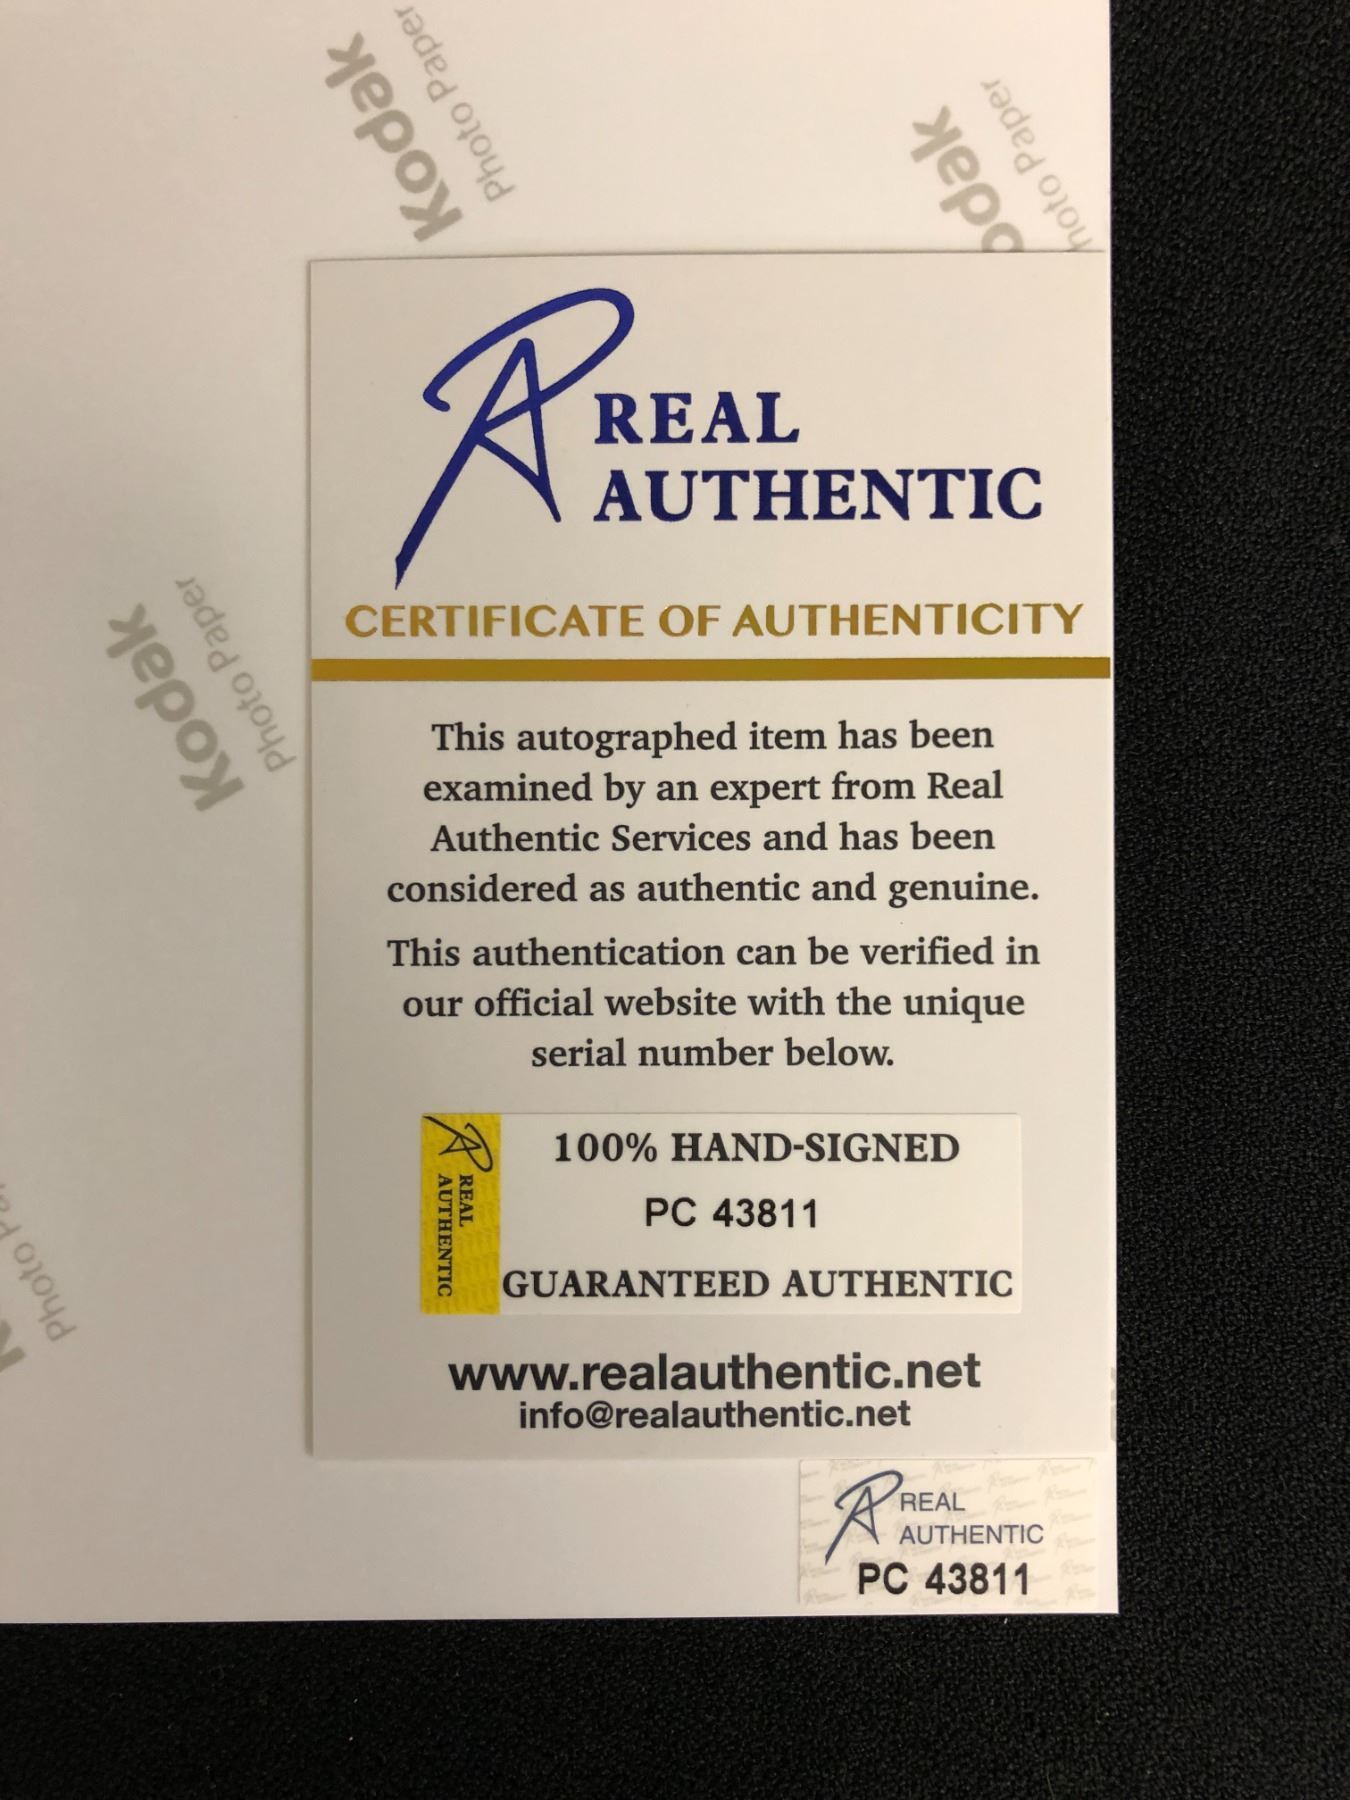 Kodak
Photo Paper
Kodak
Photo Paper
REAL
AUTHENTIC
CERTIFICATE OF AUTHENTICITY
This autographed item has been
examined by an expert from Real
Authentic Services and has been
considered as authentic and genuine.
This authentication can be verified in
our official website with the unique
serial number below.
REAL
AUTHENTIC
100% HAND-SIGNED
PC 43811
GUARANTEED AUTHENTIC
www.realauthentic.net
info@realauthentic.net
Kodak
Photo Paper
Photo
REAL
AUTHENTIC
PC 43811